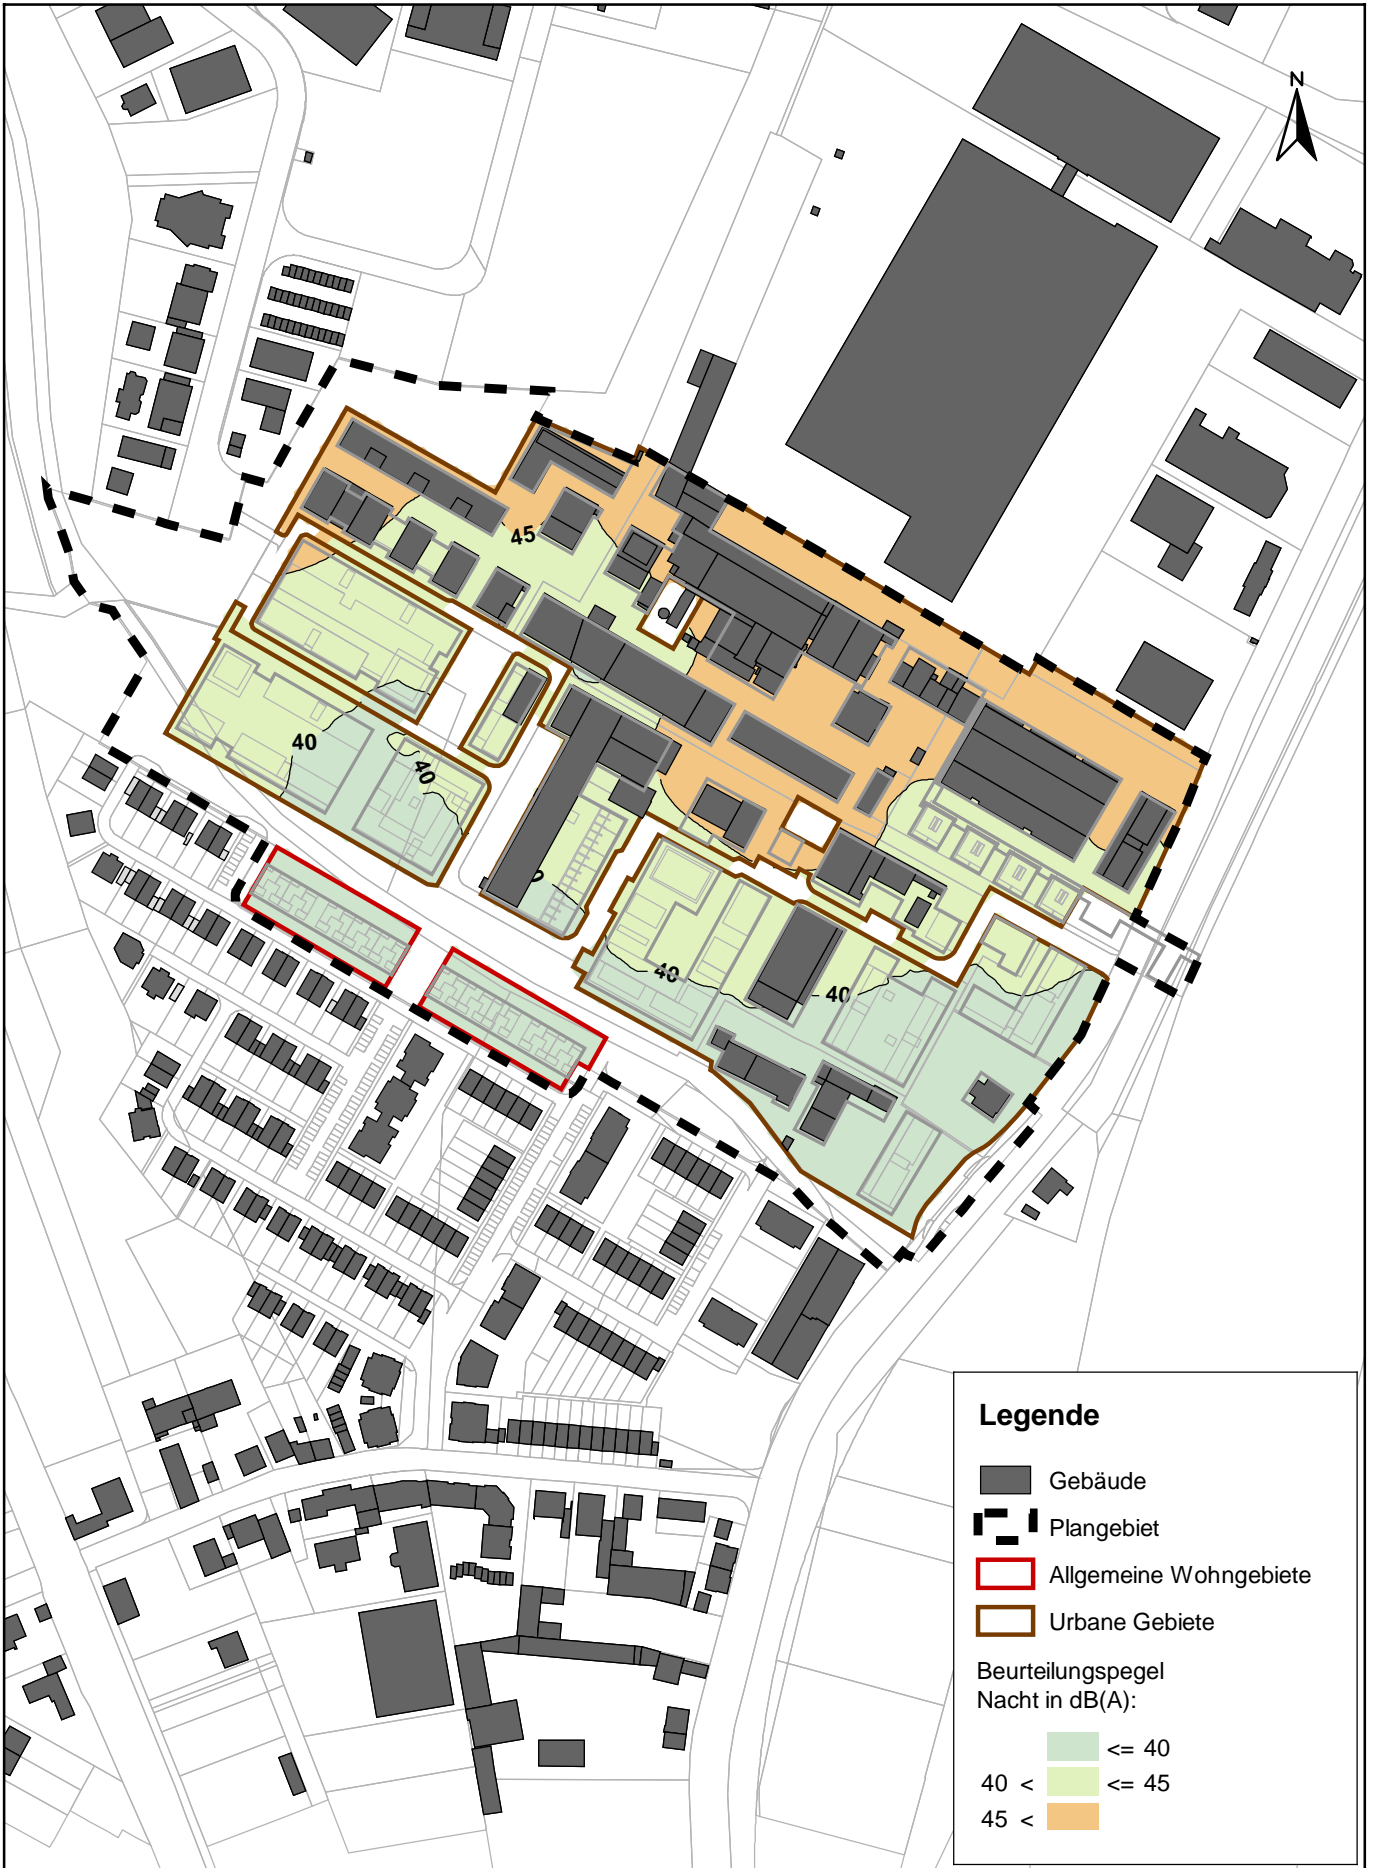 N
45
40
40
40
40
Legende
Gebäude
Plangebiet
Allgemeine Wohngebiete
Urbane Gebiete
Beurteilungspegel
Nacht in dB(A):
<= 40
40 < <= 45
45 <